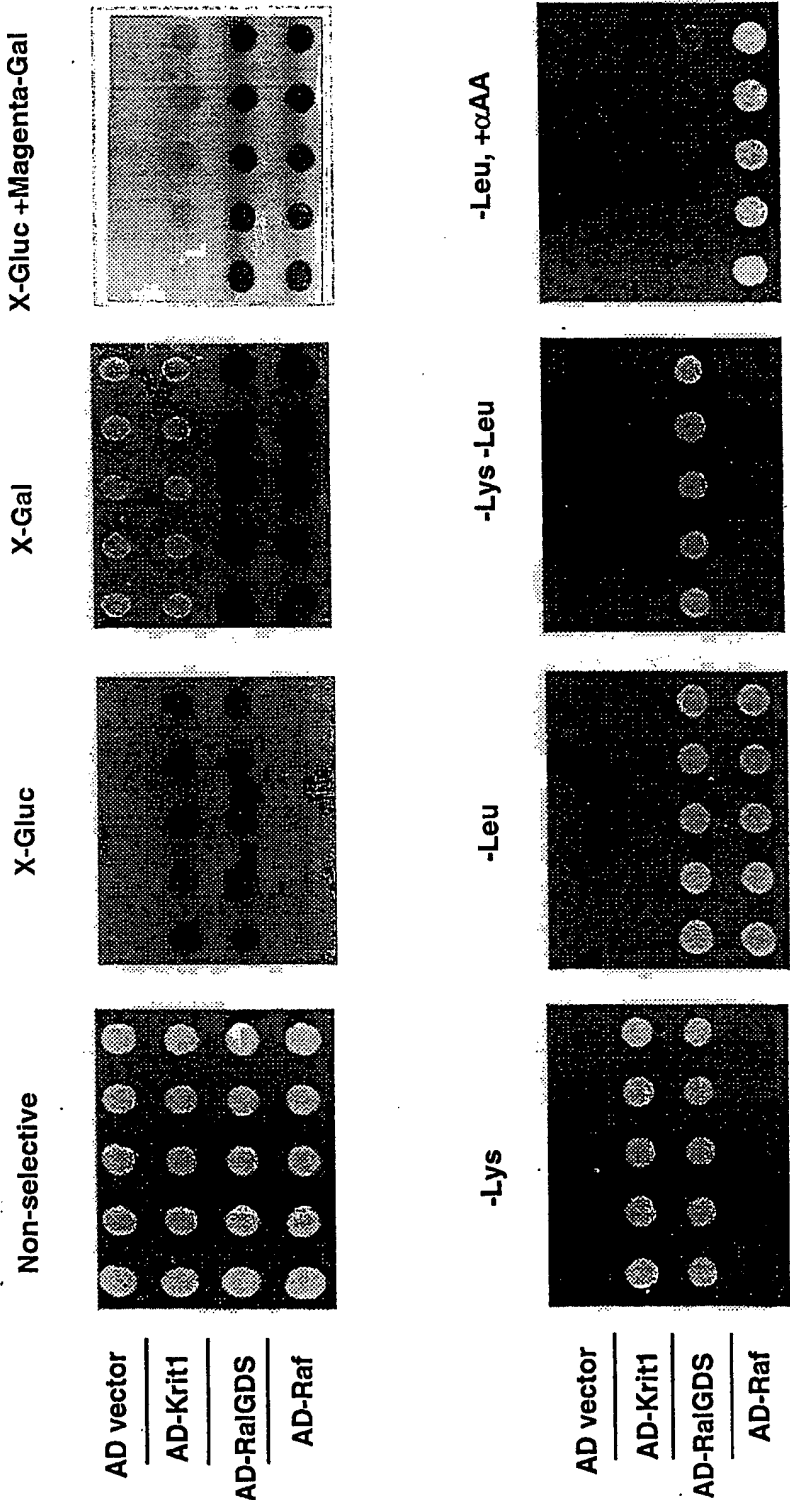 Non-selective
X-Gluc
X-Gal
X-Gluc +Magenta-Gal
AD vector
AD-Krit1
AD-RalGDS
AD-Raf
-Lys
-Leu
-Lys -Leu
-Leu, +αAA
AD vector
AD-Krit1
AD-RalGDS
AD-Raf